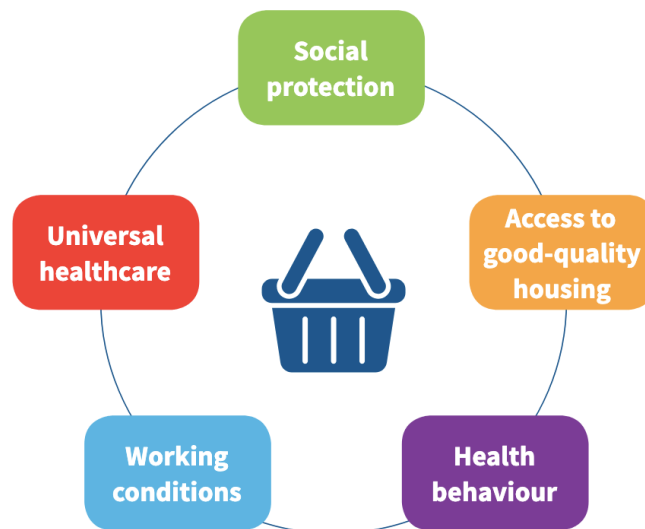 Social
protection
Universal
healthcare
Access to
good-quality
housing
Working
conditions
Health
behaviour